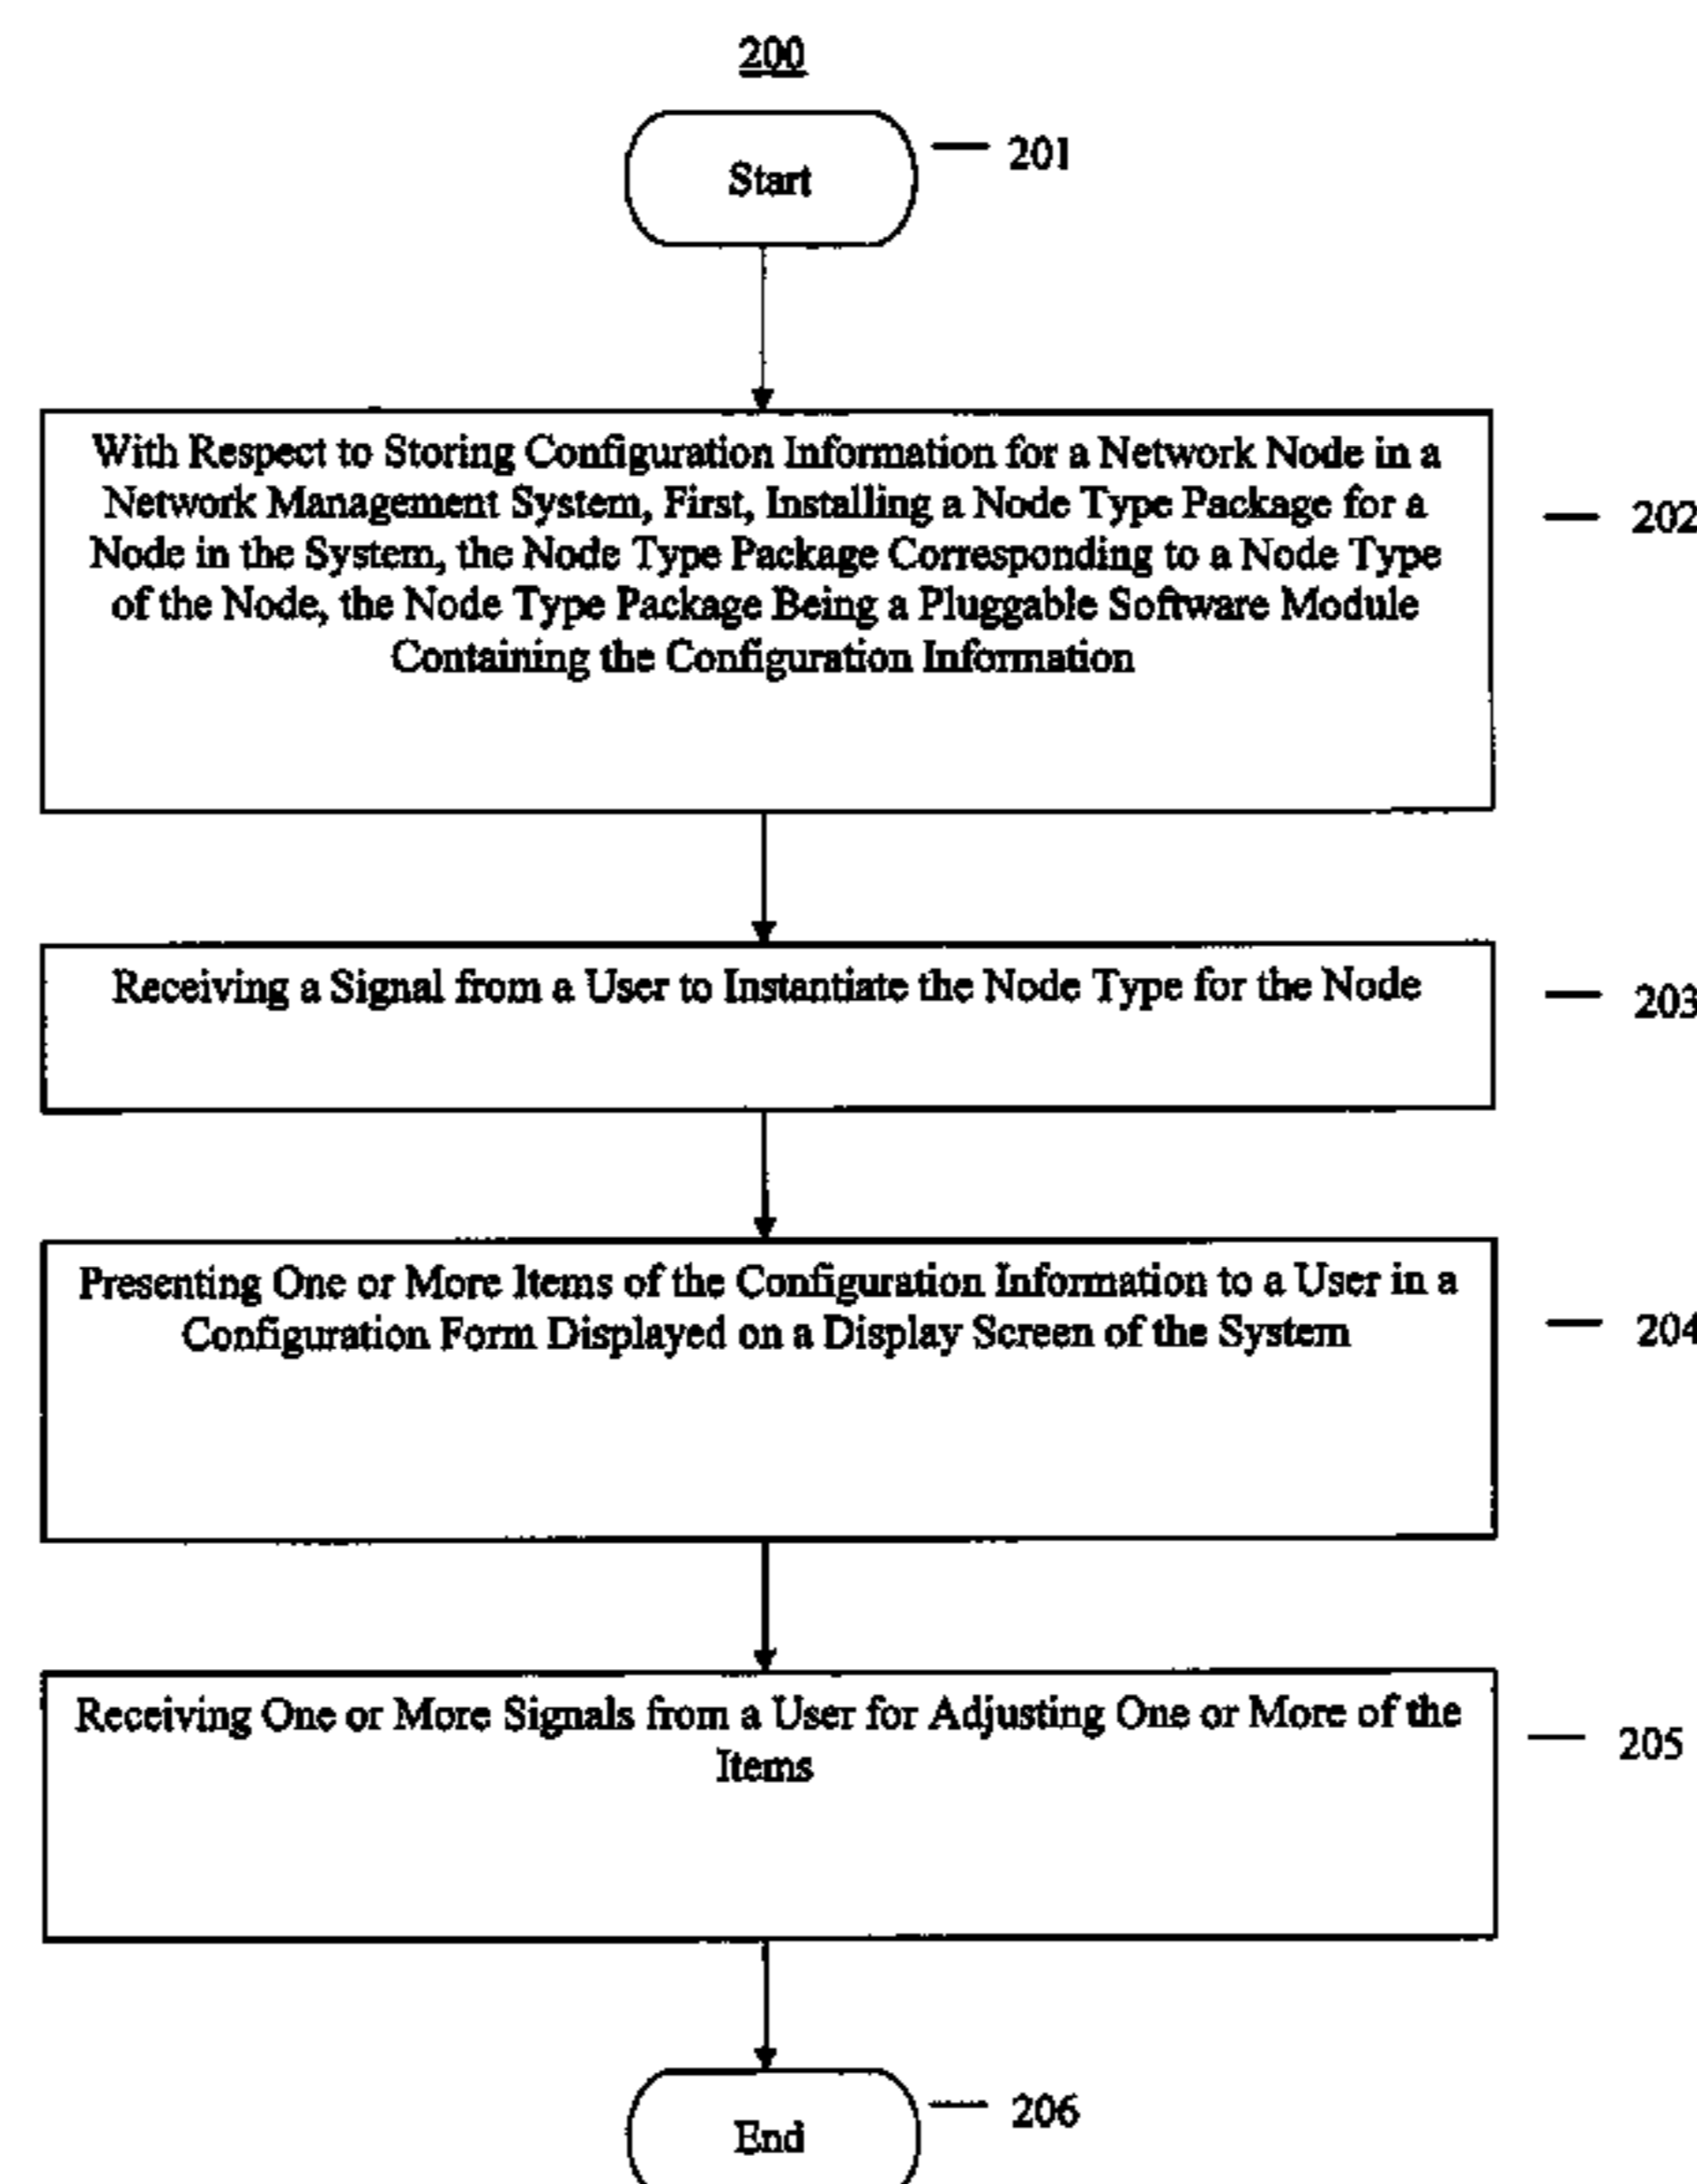 200
Start
201
With Respect to Storing Configuration Information for a Network Node in a
Network Management System, First, Installing a Node Type Package for a
Node in the System, the Node Type Package Corresponding to a Node Type
of the Node, the Node Type Package Being a Pluggable Software Module
Containing the Configuration Information
202
Receiving a Signal from a User to Instantiate the Node Type for the Node
203
Presenting One or More Items of the Configuration Information to a User in a
Configuration Form Displayed on a Display Screen of the System
204
Receiving One or More Signals from a User for Adjusting One or More of the
Items
205
End
206